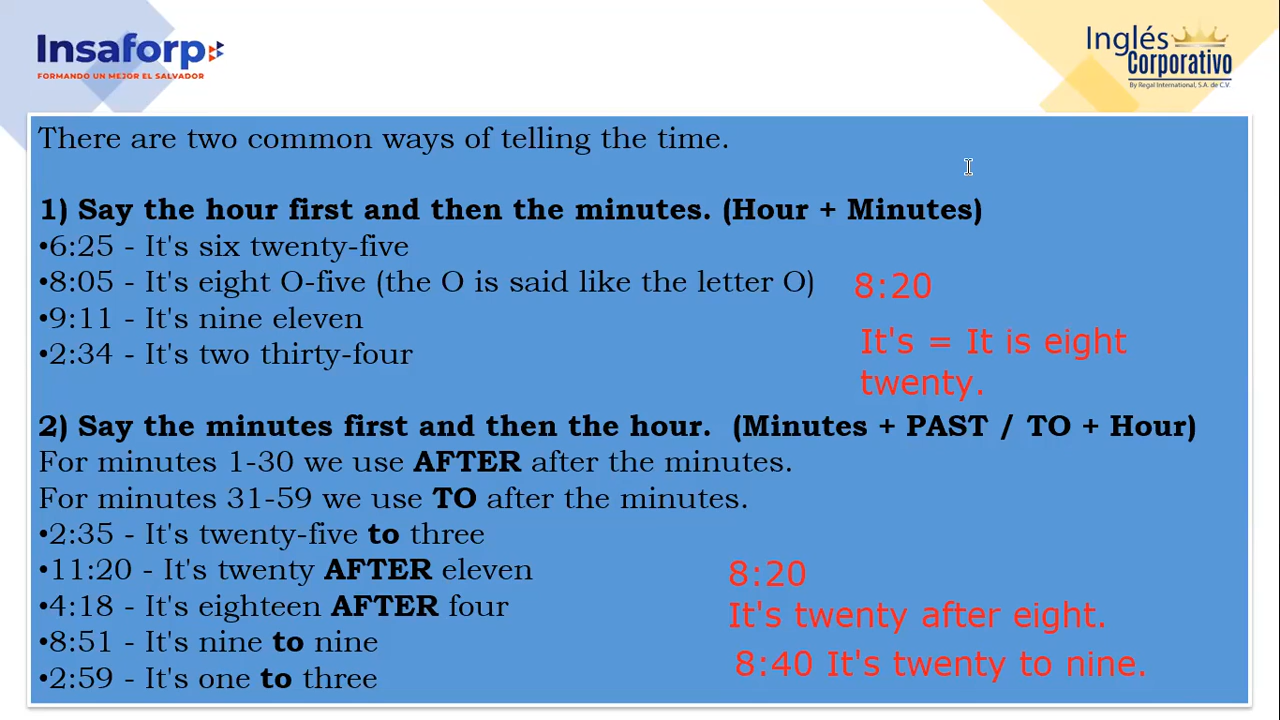 Insaforp
FORMANDO UN MEJOR EL SALVADOR
Inglés
Corporativo
By Regal International, S.A. de C.V.
There are two common ways of telling the time.
1) Say the hour first and then the minutes. (Hour + Minutes)
•6:25 - It's six twenty-five
•8:05 - It's eight O-five (the O is said like the letter O)
•9:11 - It's nine eleven
•2:34 - It's two thirty-four
8:20
It's = It is eight
twenty.
2) Say the minutes first and then the hour.  (Minutes + PAST / TO + Hour)
For minutes 1-30 we use AFTER after the minutes.
For minutes 31-59 we use TO after the minutes.
•2:35 - It's twenty-five to three
•11:20 - It's twenty AFTER eleven
•4:18 - It's eighteen AFTER four
•8:51 - It's nine to nine
•2:59 - It's one to three
8:20
It's twenty after eight.
8:40 It's twenty to nine.